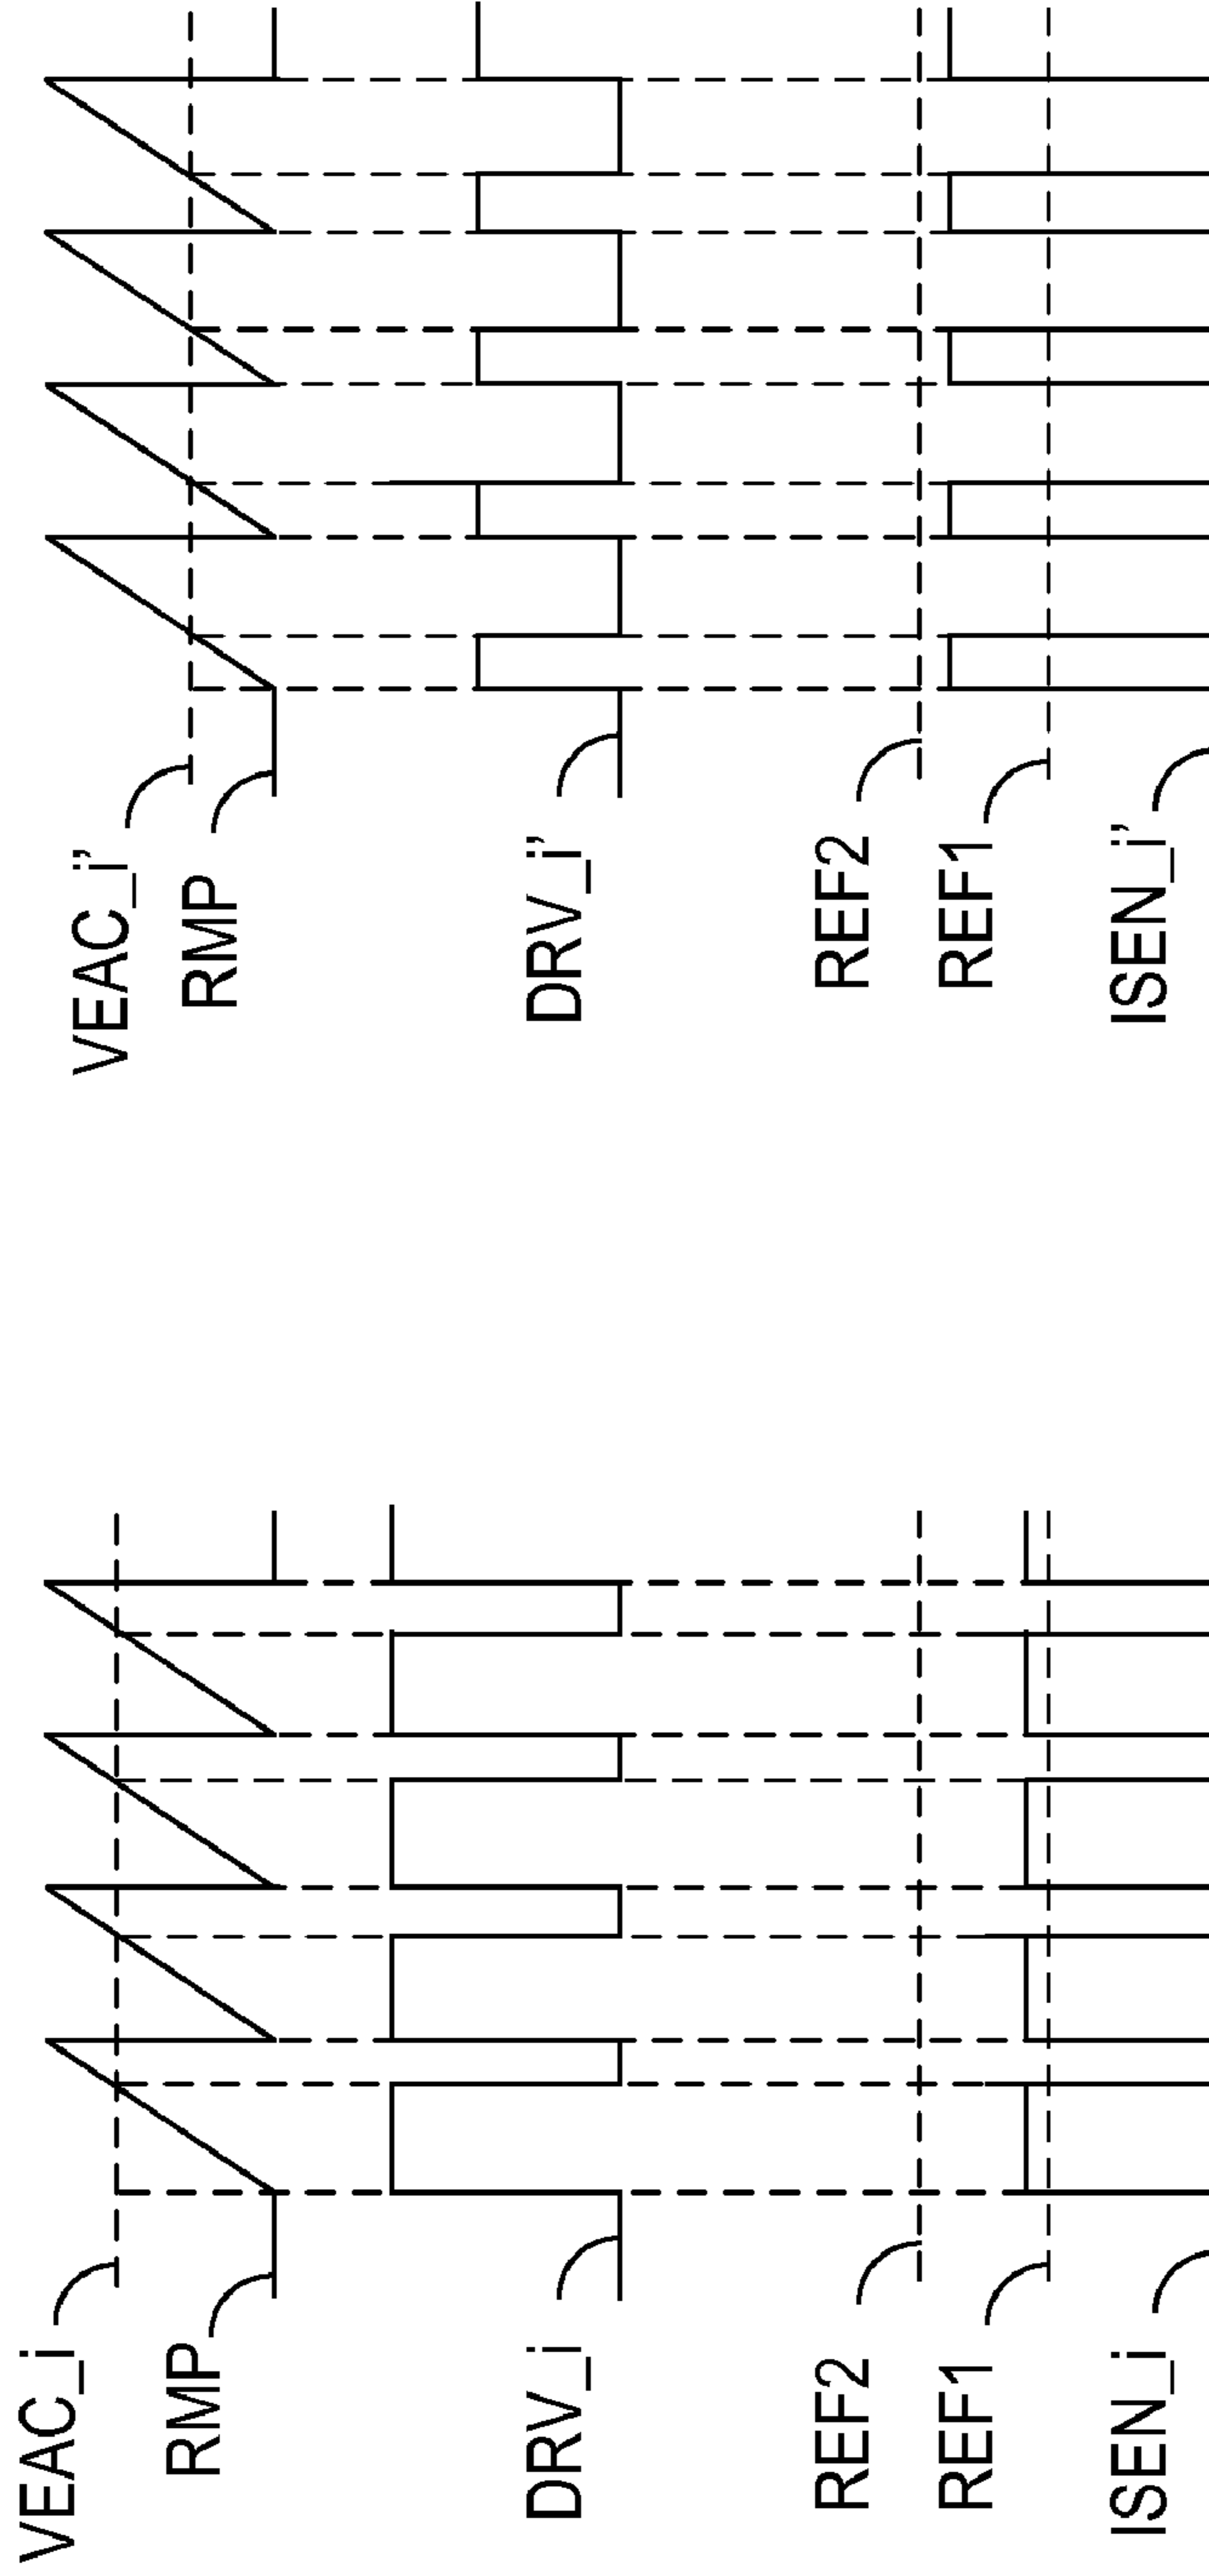 VEAC_i
RMP
DRV_i
REF2
REF1
ISEN_i
VEAC_i’
RMP
DRV_i’
REF2
REF1
ISEN_i’